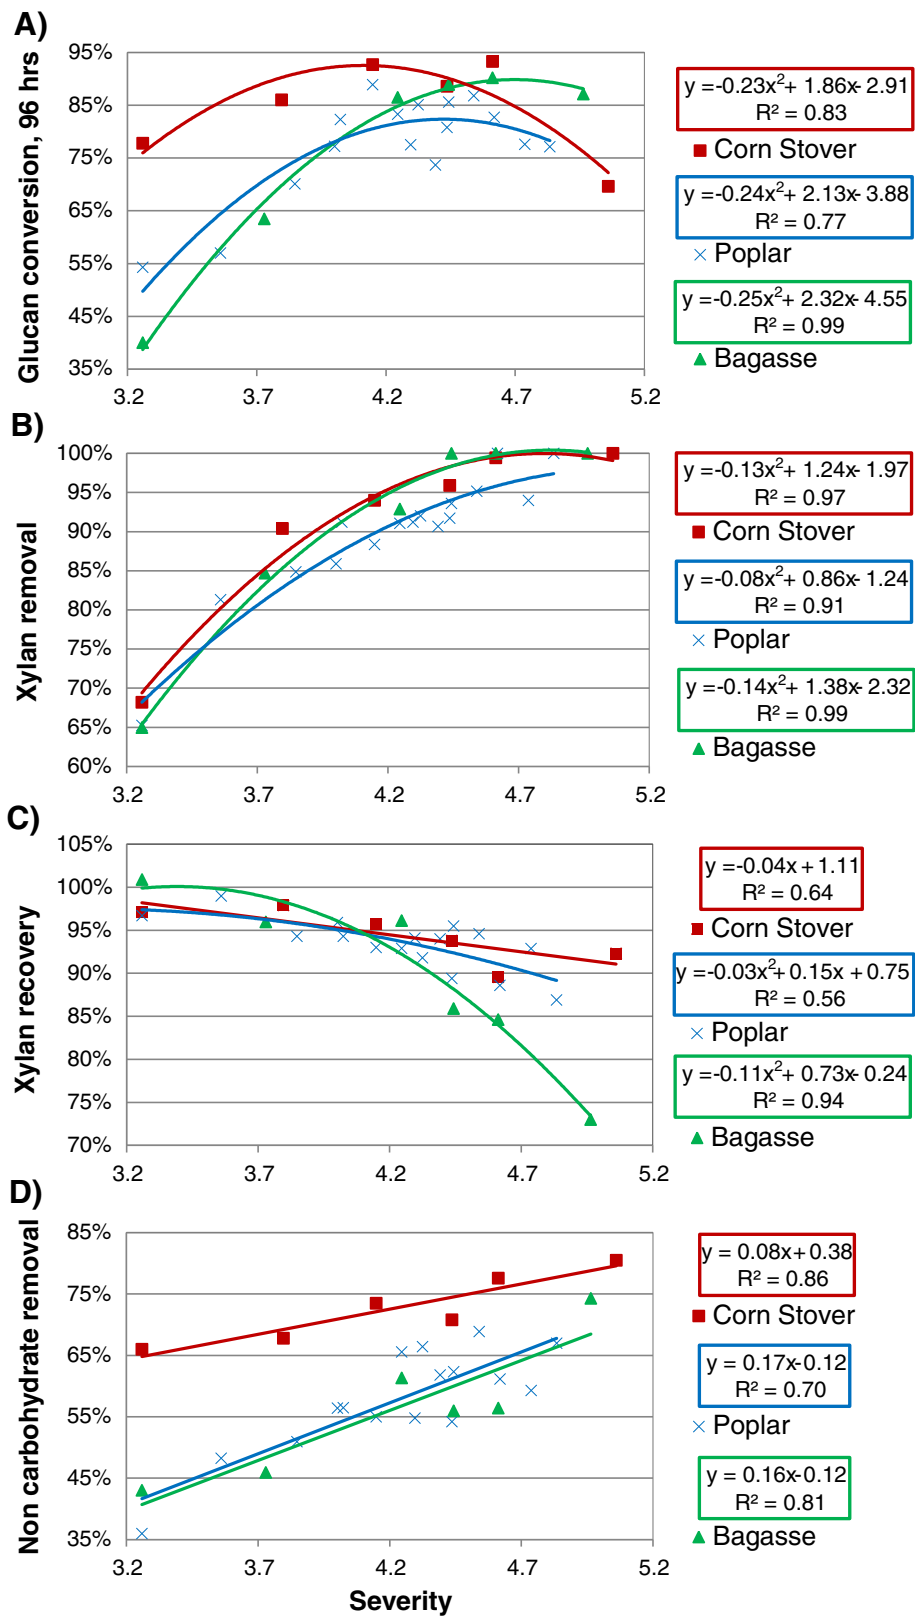 A)
Glucan conversion, 96 hrs
95%
85%
75%
65%
55%
45%
35%
3.2 3.7 4.2 4.7 5.2
y =-0.23x²+ 1.86x- 2.91
R² = 0.83
Corn Stover
y =-0.24x²+ 2.13x- 3.88
R² = 0.77
Poplar
y =-0.25x²+ 2.32x- 4.55
R² = 0.99
Bagasse
B)
Xylan removal
100%
95%
90%
85%
80%
75%
70%
65%
60%
3.2 3.7 4.2 4.7 5.2
y =-0.13x²+ 1.24x- 1.97
R² = 0.97
Corn Stover
y =-0.08x²+ 0.86x- 1.24
R² = 0.91
Poplar
y =-0.14x²+ 1.38x- 2.32
R² = 0.99
Bagasse
C)
Xylan recovery
105%
100%
95%
90%
85%
80%
75%
70%
3.2 3.7 4.2 4.7 5.2
y =-0.04x + 1.11
R² = 0.64
Corn Stover
y =-0.03x²+ 0.15x + 0.75
R² = 0.56
Poplar
y =-0.11x²+ 0.73x- 0.24
R² = 0.94
Bagasse
D)
Non carbohydrate removal
85%
75%
65%
55%
45%
35%
3.2 3.7 4.2 4.7 5.2
Severity
y = 0.08x+ 0.38
R² = 0.86
Corn Stover
y = 0.17x-0.12
R² = 0.70
Poplar
y = 0.16x-0.12
R² = 0.81
Bagasse